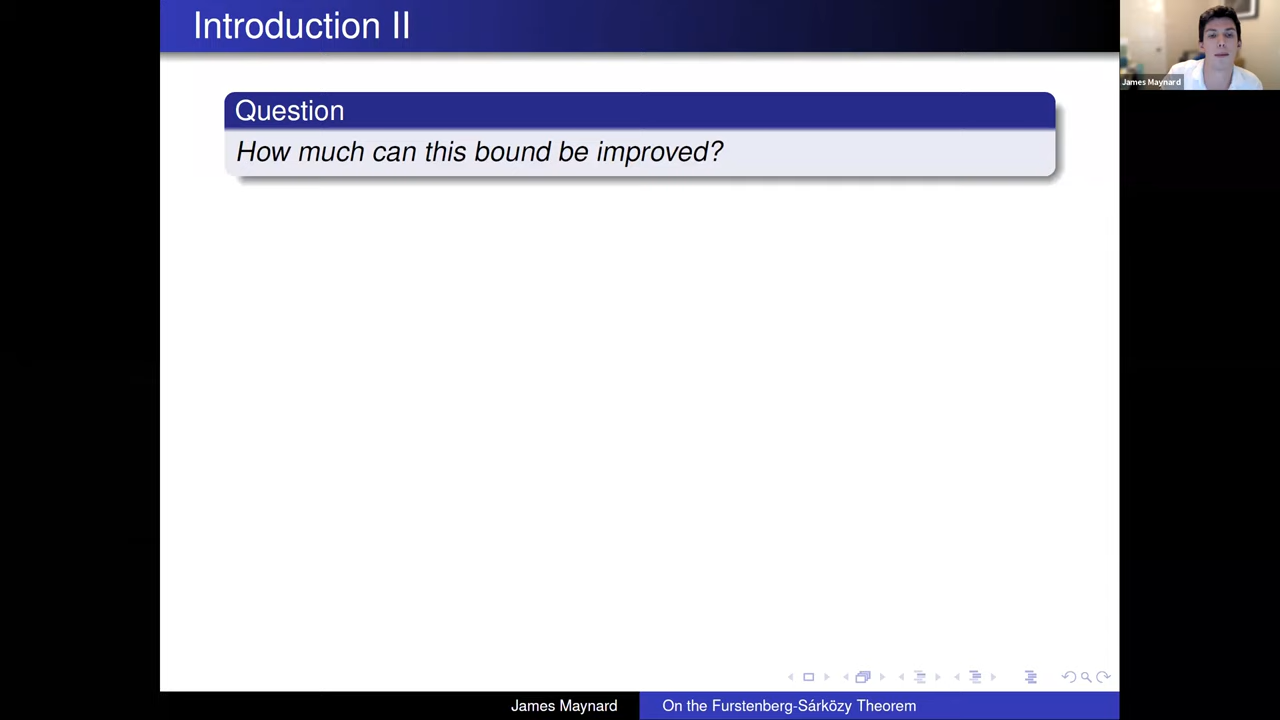 Introduction II
James Maynard
Question
How much can this bound be improved?
James Maynard
On the Furstenberg-Sárközy Theorem